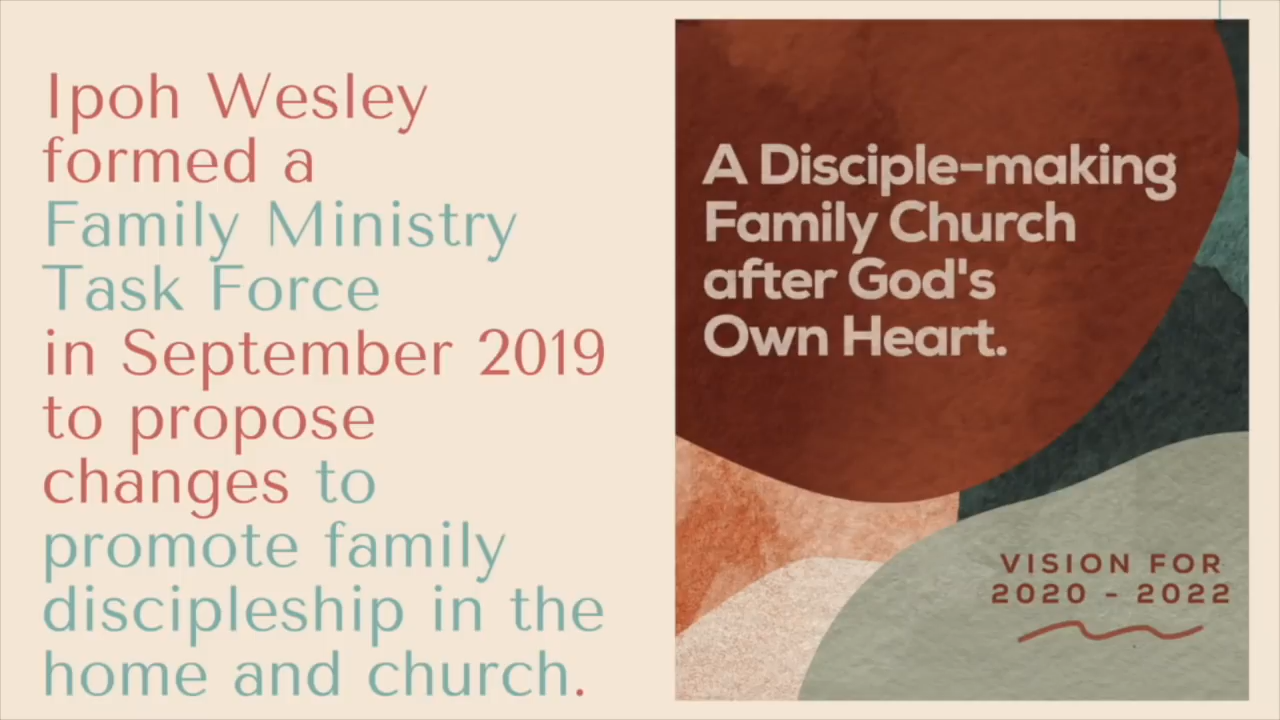 Ipoh Wesley
formed a
Family Ministry
Task Force
in September 2019
to propose
changes to
promote family
discipleship in the
home and church.
A Disciple-making
Family Church
after God's
Own Heart.
VISION FOR
2020 - 2022